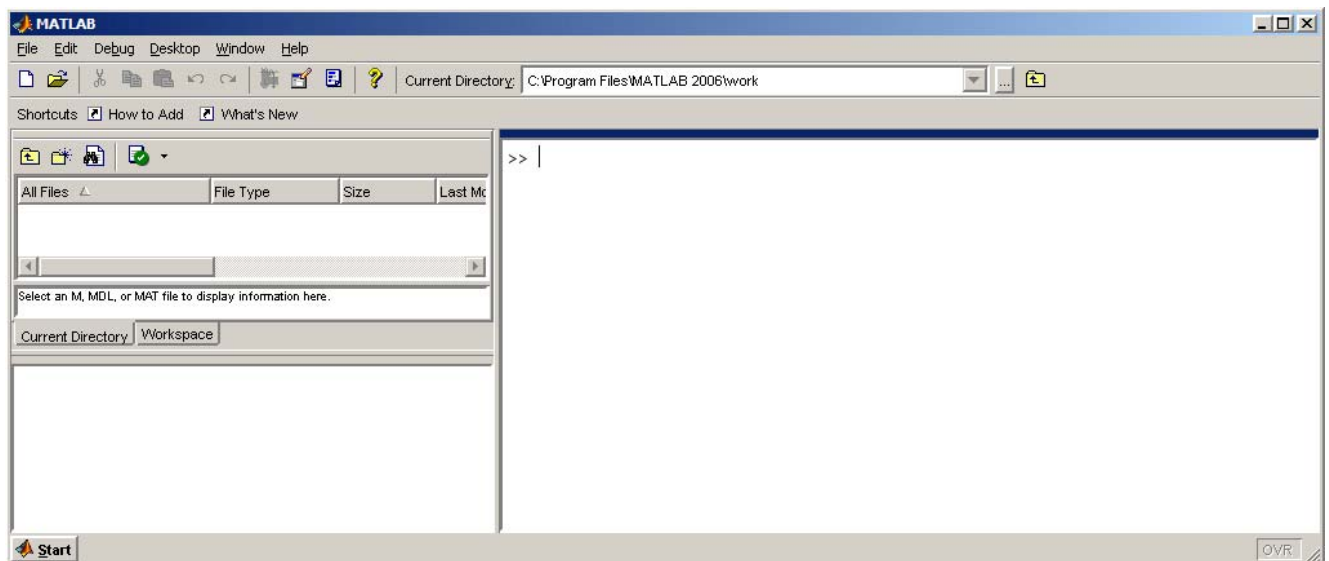 MATLAB
File Edit Debug Desktop Window Help
Current Directory: C:\Program Files\MATLAB 2006\work
Shortcuts How to Add What's New
All Files File Type Size Last Mo
>>
Select an M, MDL, or MAT file to display information here.
Current Directory Workspace
Start
OVR